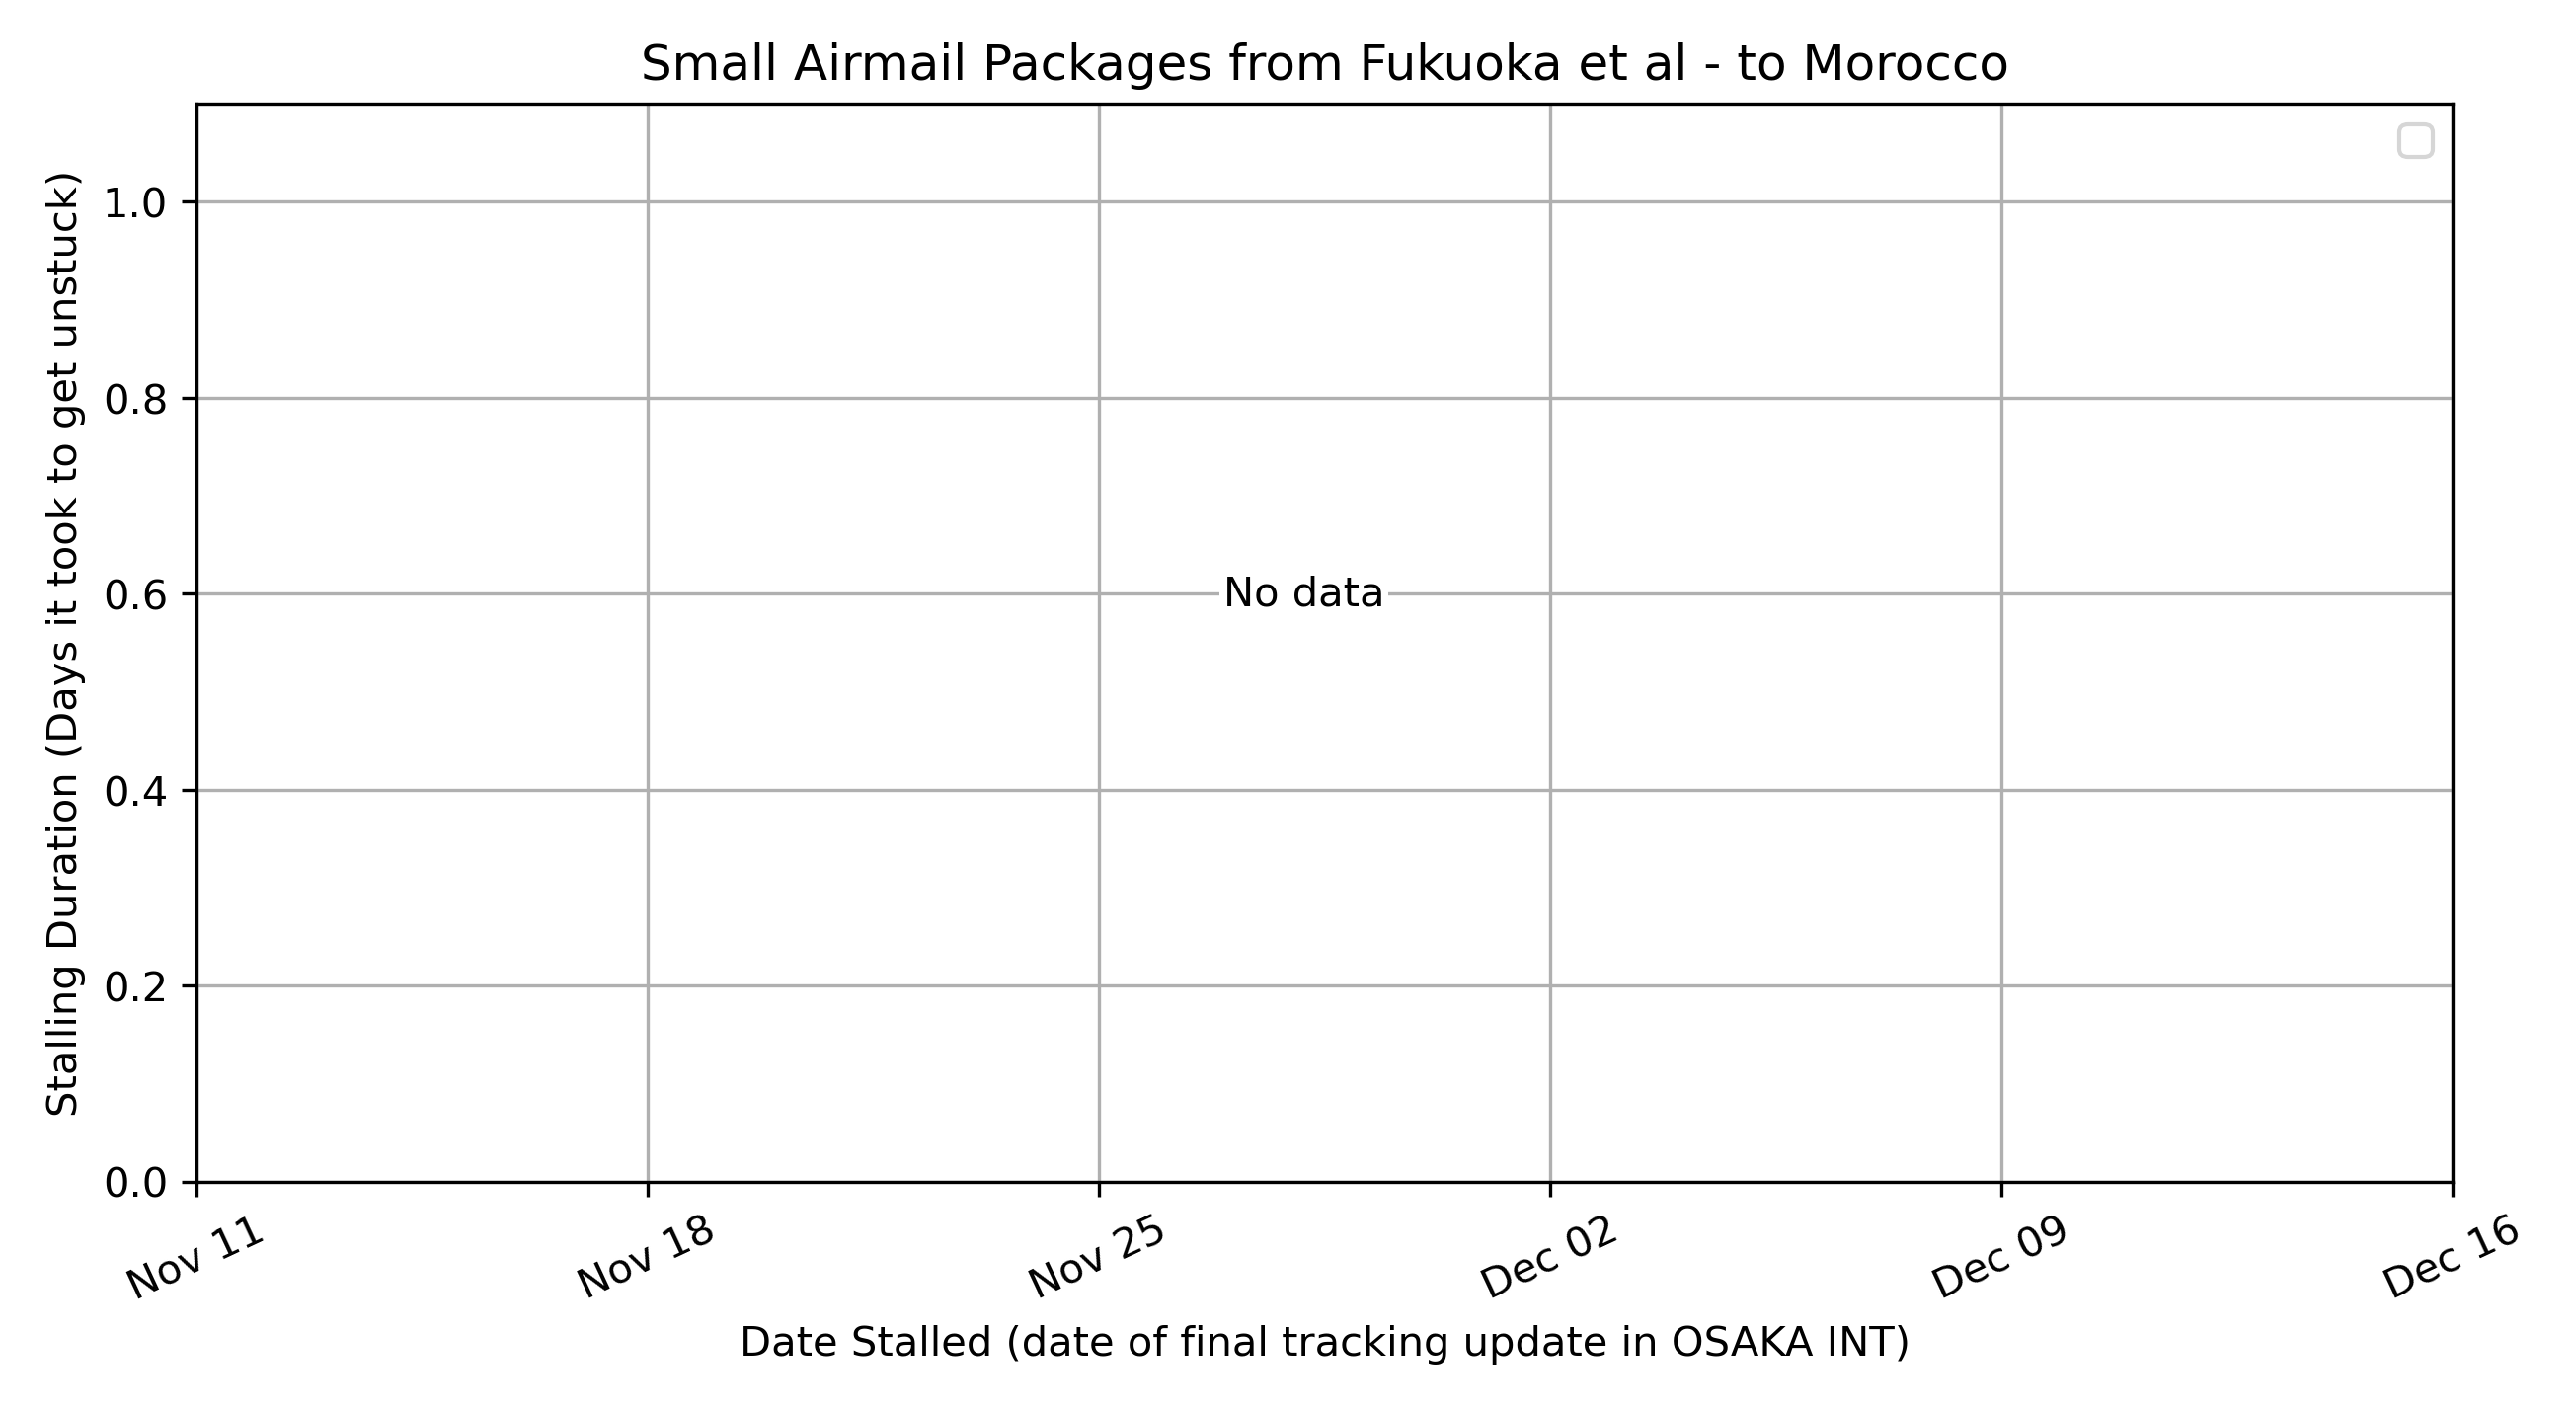 Small Airmail Packages from Fukuoka et al - to Morocco
Stalling Duration (Days it took to get unstuck)
1.0
0.8
0.6
0.4
0.2
0.0
No data
Nov 11
Nov 18
Nov 25
Dec 02
Dec 09
Dec 16
Date Stalled (date of final tracking update in OSAKA INT)